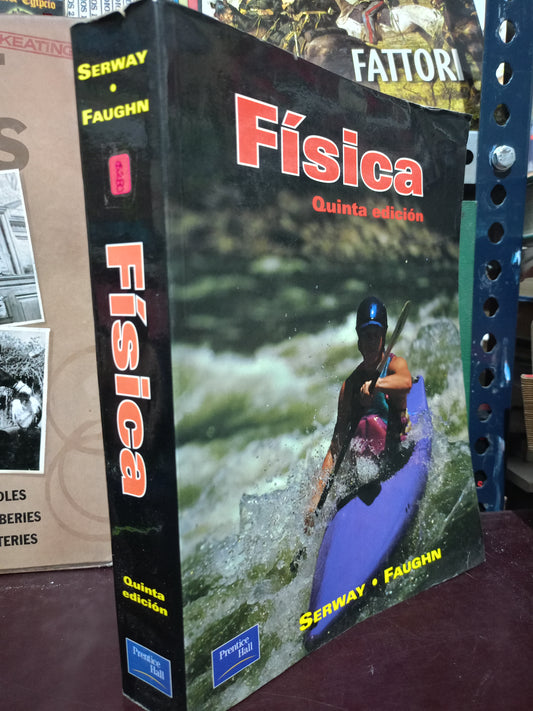 KEATING
FATTORI
SERWAY
•
FAUGHN
Física
Quinta
edición
Prentice
Hall
Física
Quinta edición
SERWAY • FAUGHN
Prentice
Hall
OLES
BERIES
TERIES